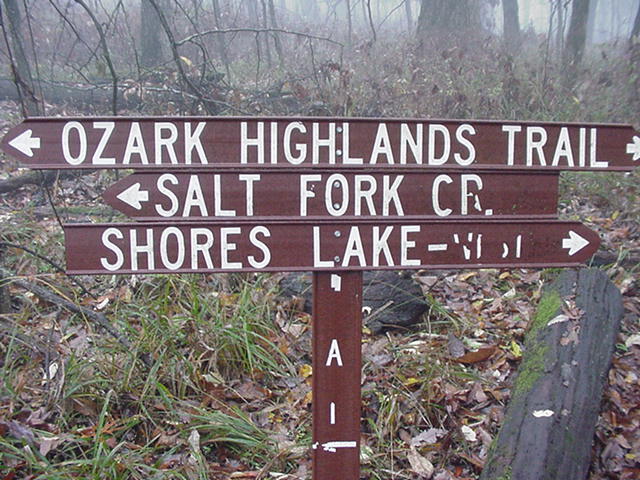 OZARK HIGHLANDS TRAIL
SALT FORK CR.
SHORES LAKE-
A
I